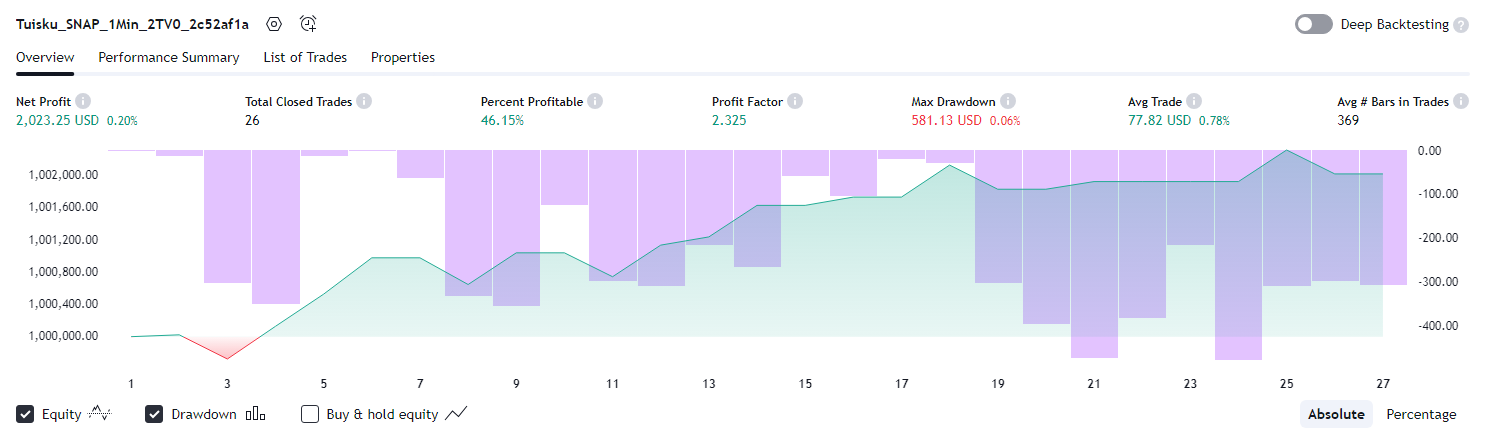 Tuisku_SNAP_1Min_2TV0_2c52af1a Deep Backtesting ?
Overview Performance Summary List of Trades Properties
Net Profit i Total Closed Trades i Percent Profitable i Profit Factor i Max Drawdown i Avg Trade i Avg # Bars in Trades i
2,023.25 USD 0.20% 26 46.15% 2.325 581.13 USD 0.06% 77.82 USD 0.78% 369
0.00
1,002,000.00
-100.00
1,001,600.00
1,001,200.00 -200.00
1,000,800.00
-300.00
1,000,400.00
-400.00
1,000,000.00
1 3 5 7 9 11 13 15 17 19 21 23 25 27
Equity Drawdown Buy & hold equity Absolute Percentage